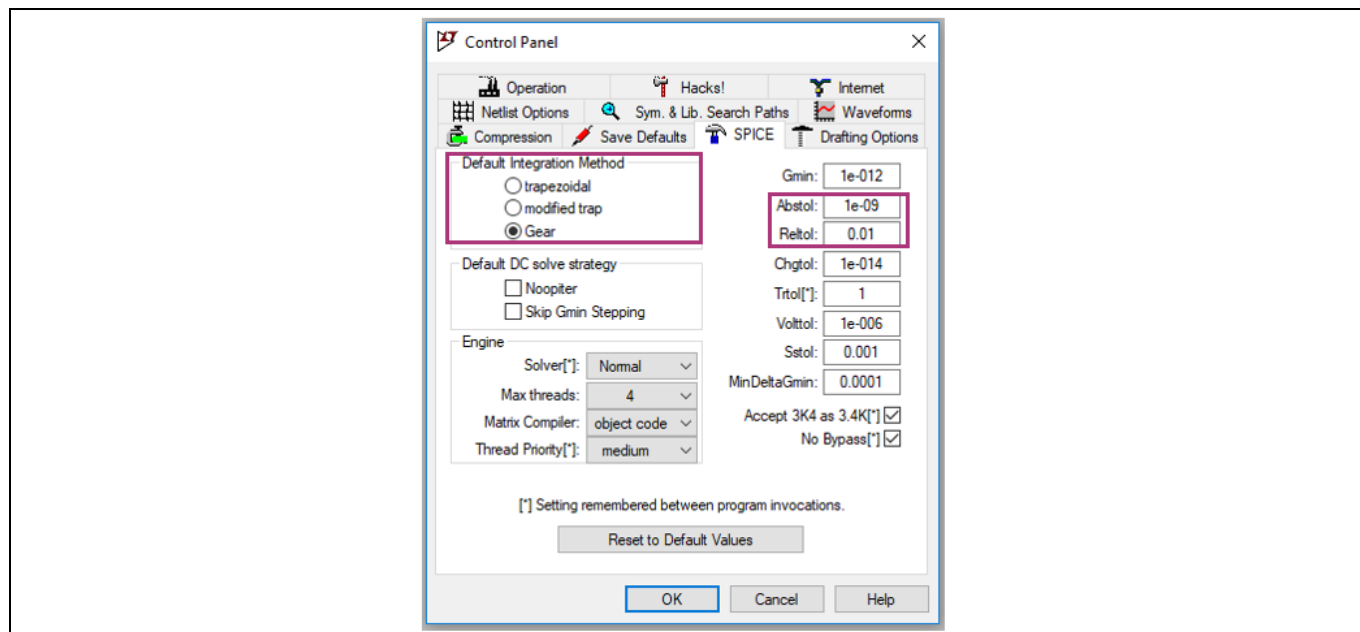 Control Panel
Operation Hacks! Internet
Netlist Options Sym. & Lib. Search Paths Waveforms
Compression Save Defaults SPICE Drafting Options
Default Integration Method
trapezoidal
modified trap
Gear
Default DC solve strategy
Noopiter
Skip Gmin Stepping
Engine
Solver[*]: Normal
Max threads: 4
Matrix Compiler: object code
Thread Priority[*]: medium
Gmin: 1e-012
Abstol: 1e-09
Reltol: 0.01
Chgtol: 1e-014
Trtol[*]: 1
Volttol: 1e-006
Sstol: 0.001
MinDeltaGmin: 0.0001
Accept 3K4 as 3.4K[*]
No Bypass[*]
[*] Setting remembered between program invocations.
Reset to Default Values
OK Cancel Help